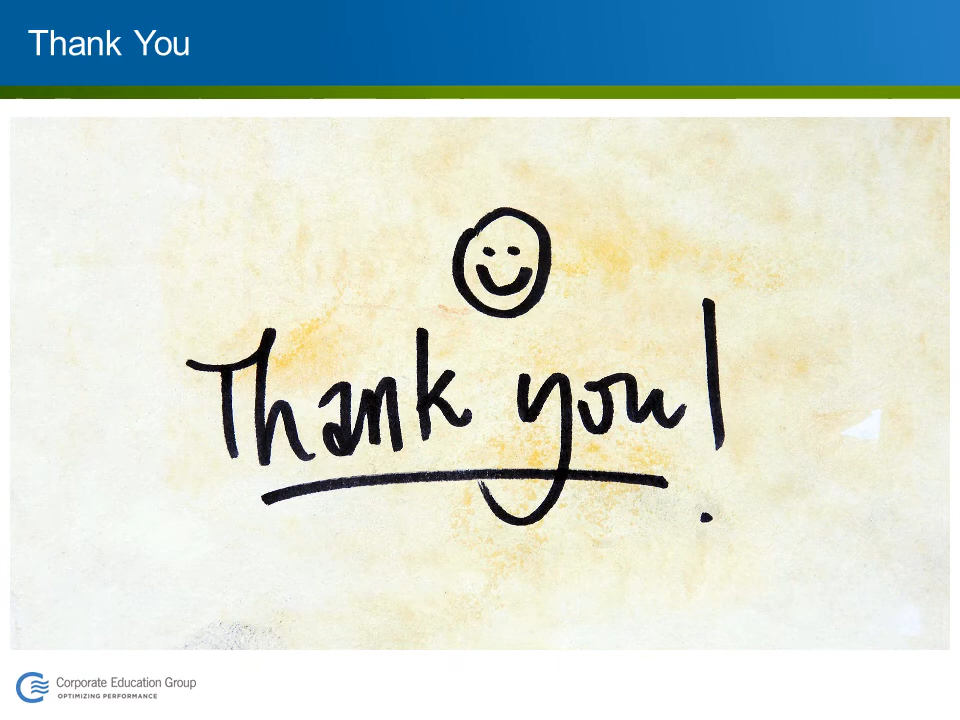 Thank You
Thank you!
Corporate Education Group
OPTIMIZING PERFORMANCE